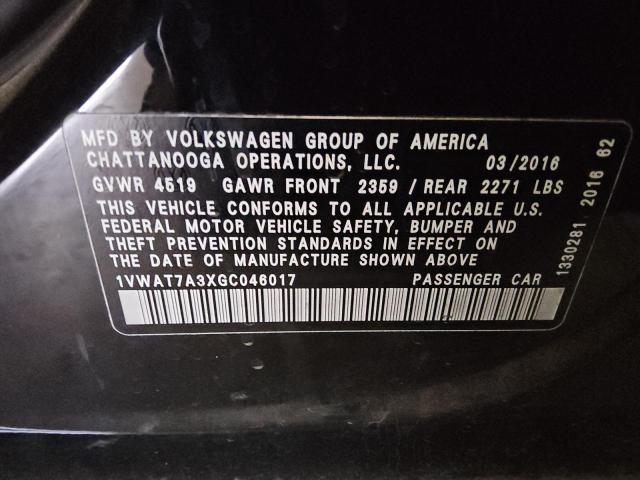 MFD BY VOLKSWAGEN GROUP OF AMERICA
CHATTANOOGA OPERATIONS, LLC. 03/2016
GVWR 4519 GAWR FRONT 2359 / REAR 2271 LBS
THIS VEHICLE CONFORMS TO ALL APPLICABLE U.S.
FEDERAL MOTOR VEHICLE SAFETY, BUMPER AND
THEFT PREVENTION STANDARDS IN EFFECT ON
THE DATE OF MANUFACTURE SHOWN ABOVE
1VWAT7A3XGC046017 PASSENGER CAR
1330281 2016 62